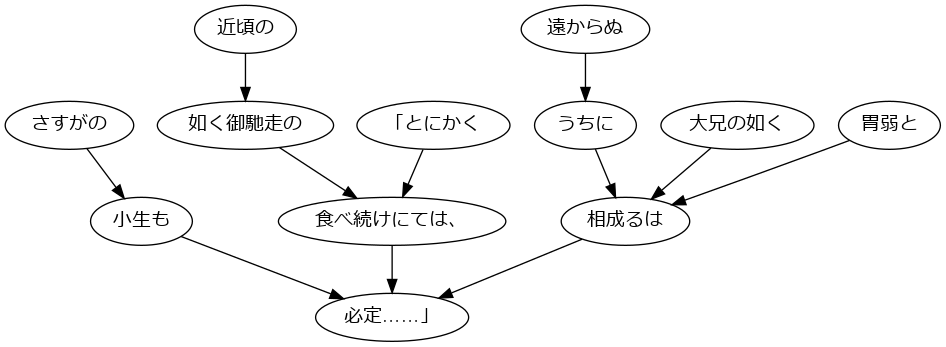 近頃の
遠からぬ
さすがの
如く御馳走の
「とにかく
うちに
大兄の如く
胃弱と
小生も
食べ続けにては、
相成るは
必定……」